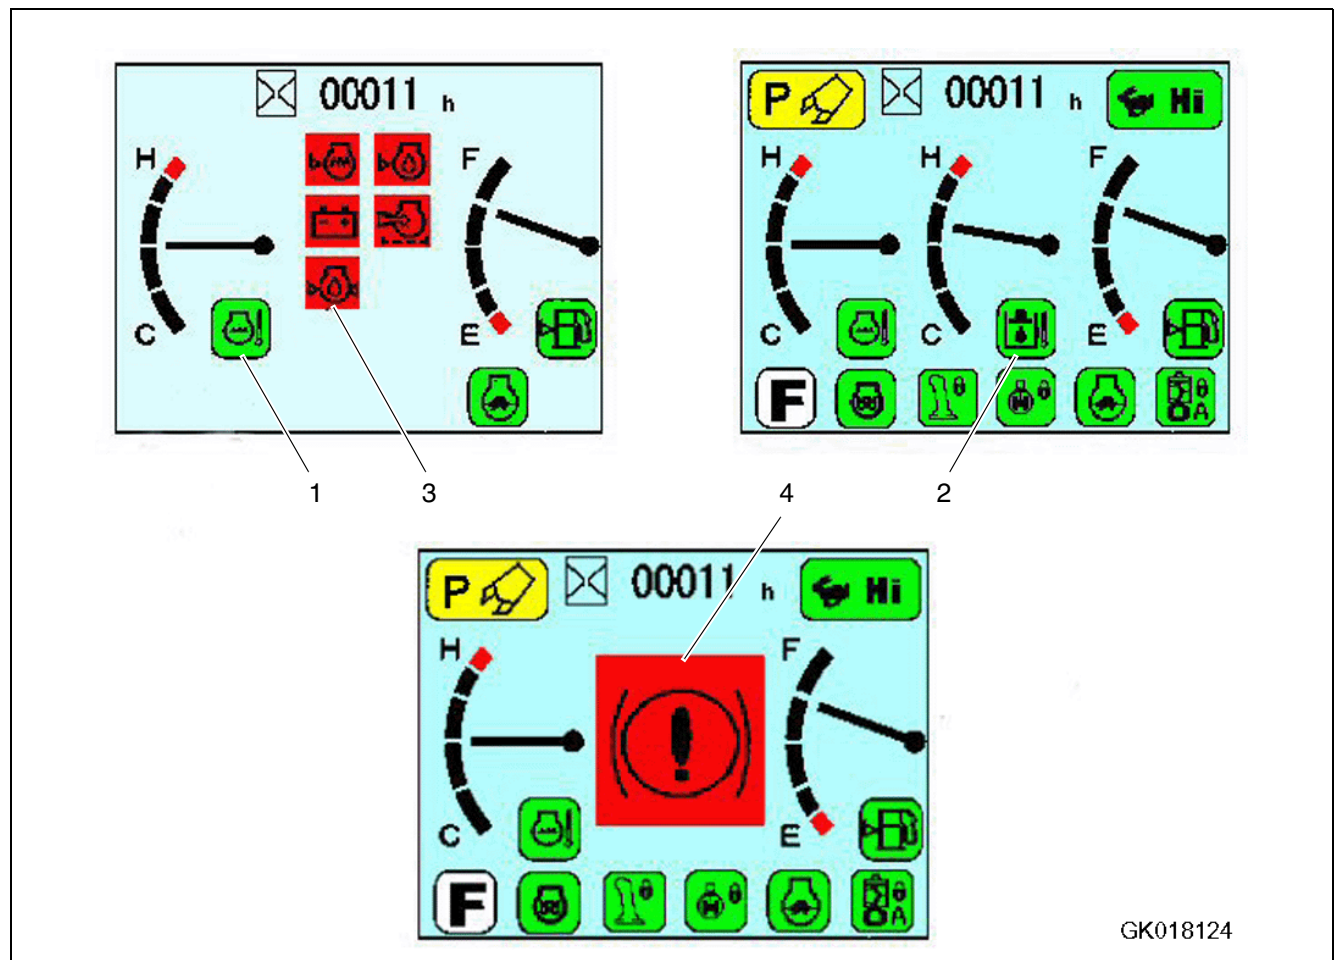 00011 h
H
F
C
E
P 00011 h Hi
H H F
C C E
F A
1 3 4 2
P 00011 h Hi
H F
C E
F A
GK018124